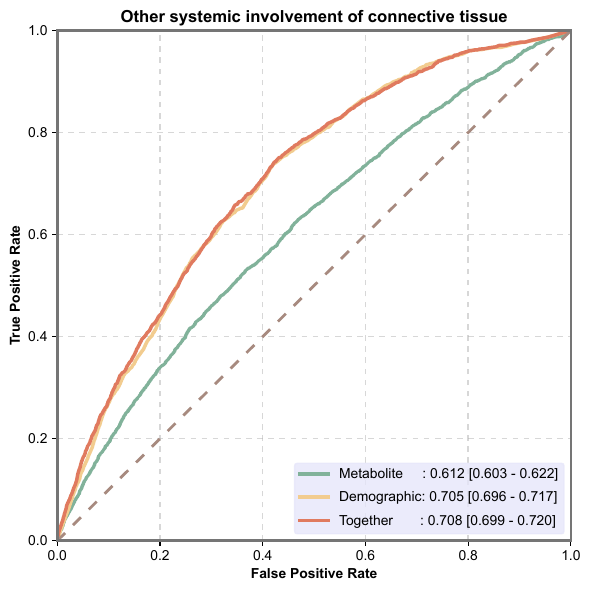 Other systemic involvement of connective tissue
1.0
0.8
0.6
0.4
0.2
0.0
True Positive Rate
Metabolite : 0.612 [0.603 - 0.622]
Demographic: 0.705 [0.696 - 0.717]
Together : 0.708 [0.699 - 0.720]
0.0 0.2 0.4 0.6 0.8 1.0
False Positive Rate